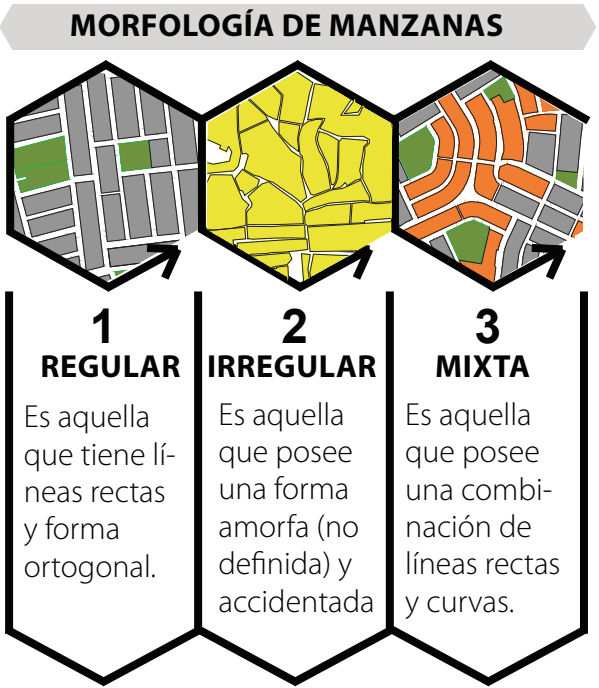 MORFOLOGÍA DE MANZANAS
1
REGULAR
Es aquella
que tiene lí-
neas rectas
y forma
ortogonal.
2
IRREGULAR
Es aquella
que posee
una forma
amorfa (no
definida) y
accidentada
3
MIXTA
Es aquella
que posee
una combi-
nación de
líneas rectas
y curvas.